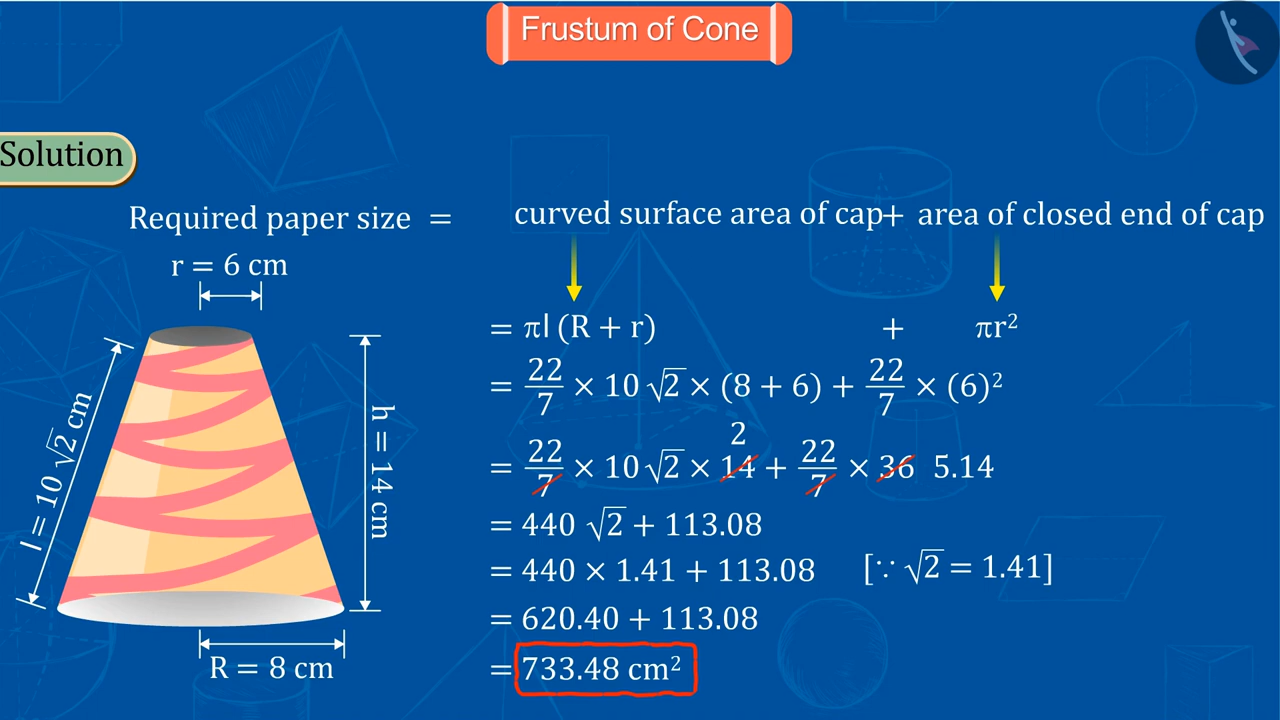 Frustum of Cone
Solution
Required paper size = curved surface area of cap + area of closed end of cap
r = 6 cm
l = 10 √2 cm
h = 14 cm
R = 8 cm
= πl (R + r) + πr²
= 22/7 × 10 √2 × (8 + 6) + 22/7 × (6)²
2
= 22/7 × 10 √2 × 14 + 22/7 × 36 5.14
= 440 √2 + 113.08
= 440 × 1.41 + 113.08 [∵ √2 = 1.41]
= 620.40 + 113.08
= 733.48 cm²